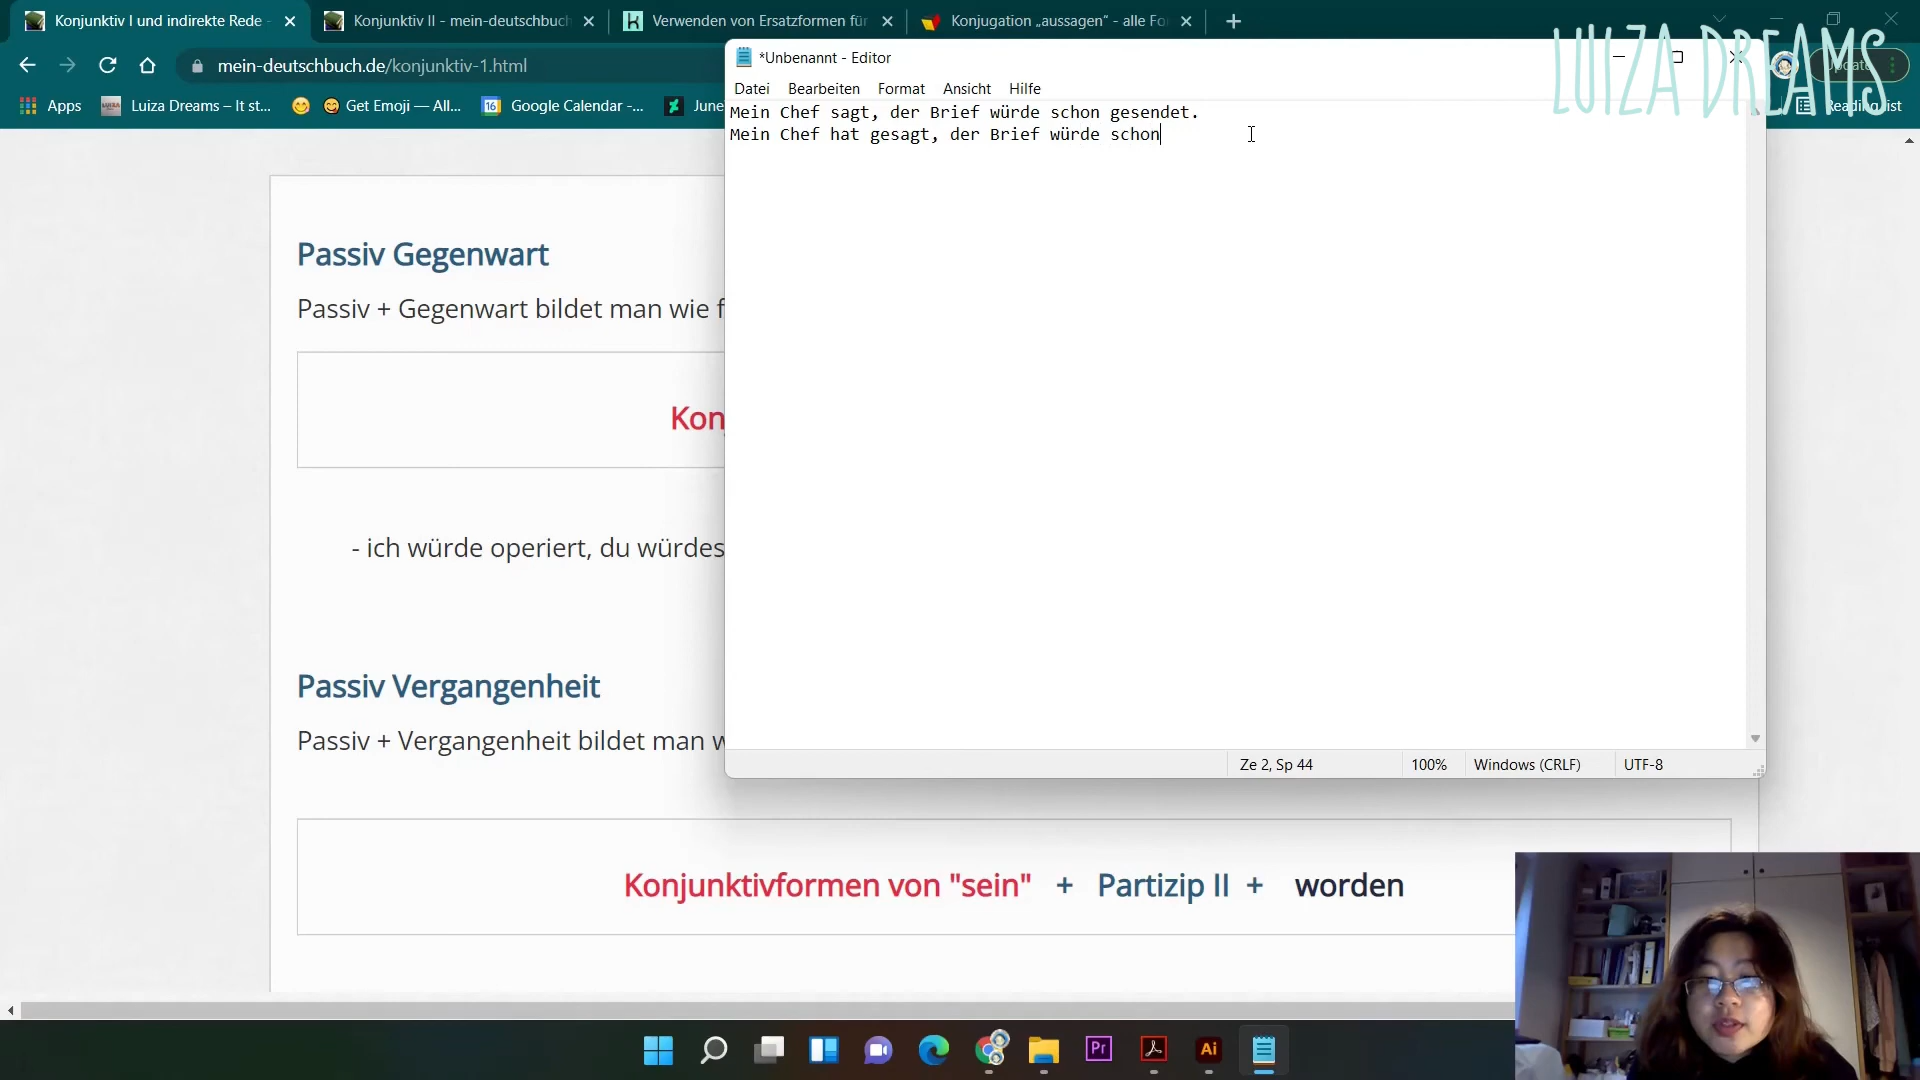 Konjunktiv I und indirekte Rede -
Konjunktiv II - mein-deutschbuch
Verwenden von Ersatzformen für
Konjugation „aussagen" - alle Fo
LUIZA DREAMS
mein-deutschbuch.de/konjunktiv-1.html
*Unbenannt - Editor
Update
Apps
Luiza Dreams – It st...
Get Emoji — All...
16
Google Calendar -...
June
Reading list
Datei Bearbeiten Format Ansicht Hilfe
Mein Chef sagt, der Brief würde schon gesendet.
Mein Chef hat gesagt, der Brief würde schon
Passiv Gegenwart
Passiv + Gegenwart bildet man wie f
Kon
- ich würde operiert, du würdes
Passiv Vergangenheit
Passiv + Vergangenheit bildet man w
Ze 2, Sp 44
100%
Windows (CRLF)
UTF-8
Konjunktivformen von "sein" + Partizip II + worden
Pr
Ai